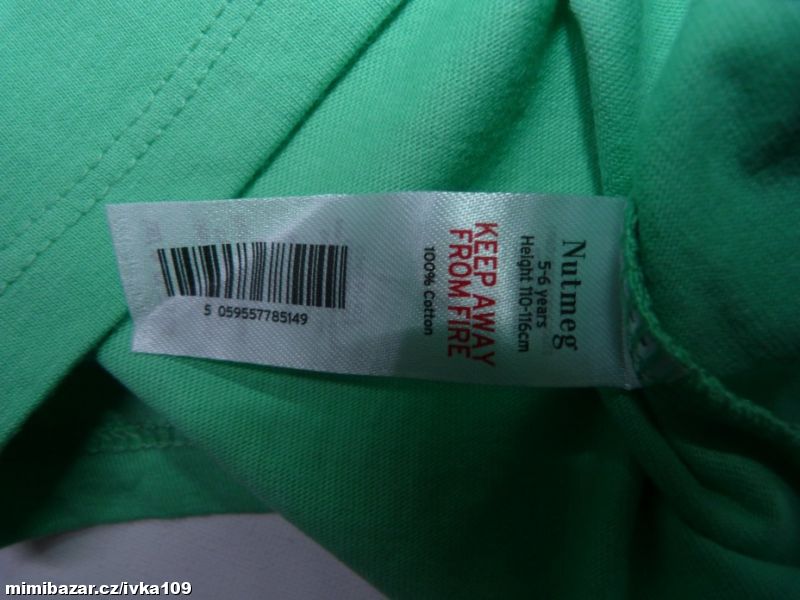 Nutmeg
5-6 years
Height 110-116cm
KEEP AWAY
FROM FIRE
100% Cotton
5 059557785149
mimibazar.cz/ivka109